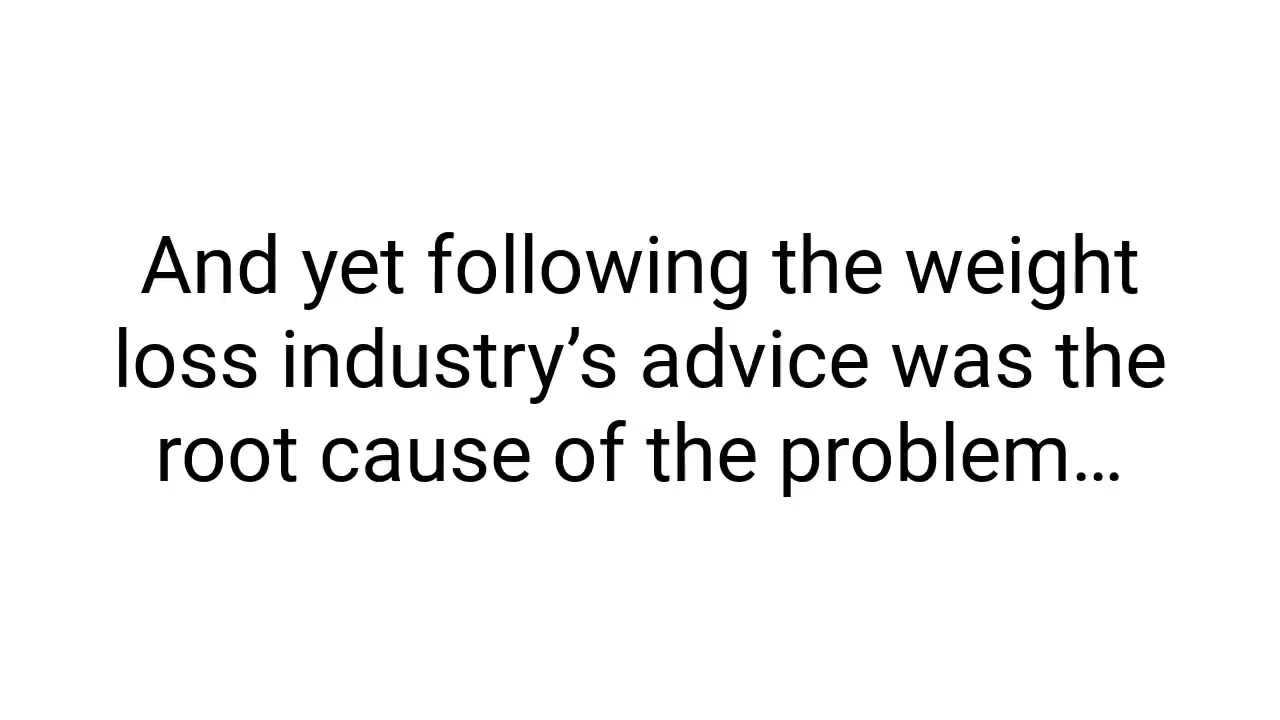 And yet following the weight
loss industry’s advice was the
root cause of the problem…